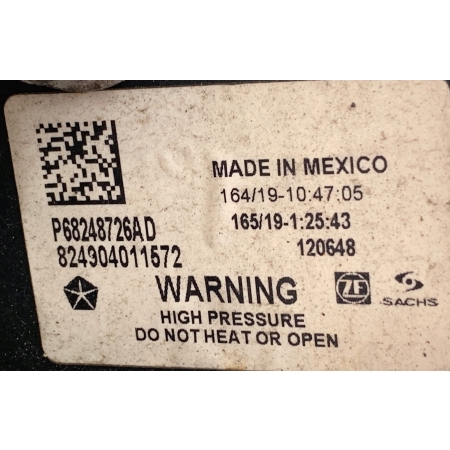 MADE IN MEXICO
164/19-10:47:05
P68248726AD
165/19-1:25:43
824904011572
120648
WARNING
ZF
SACHS
HIGH PRESSURE
DO NOT HEAT OR OPEN